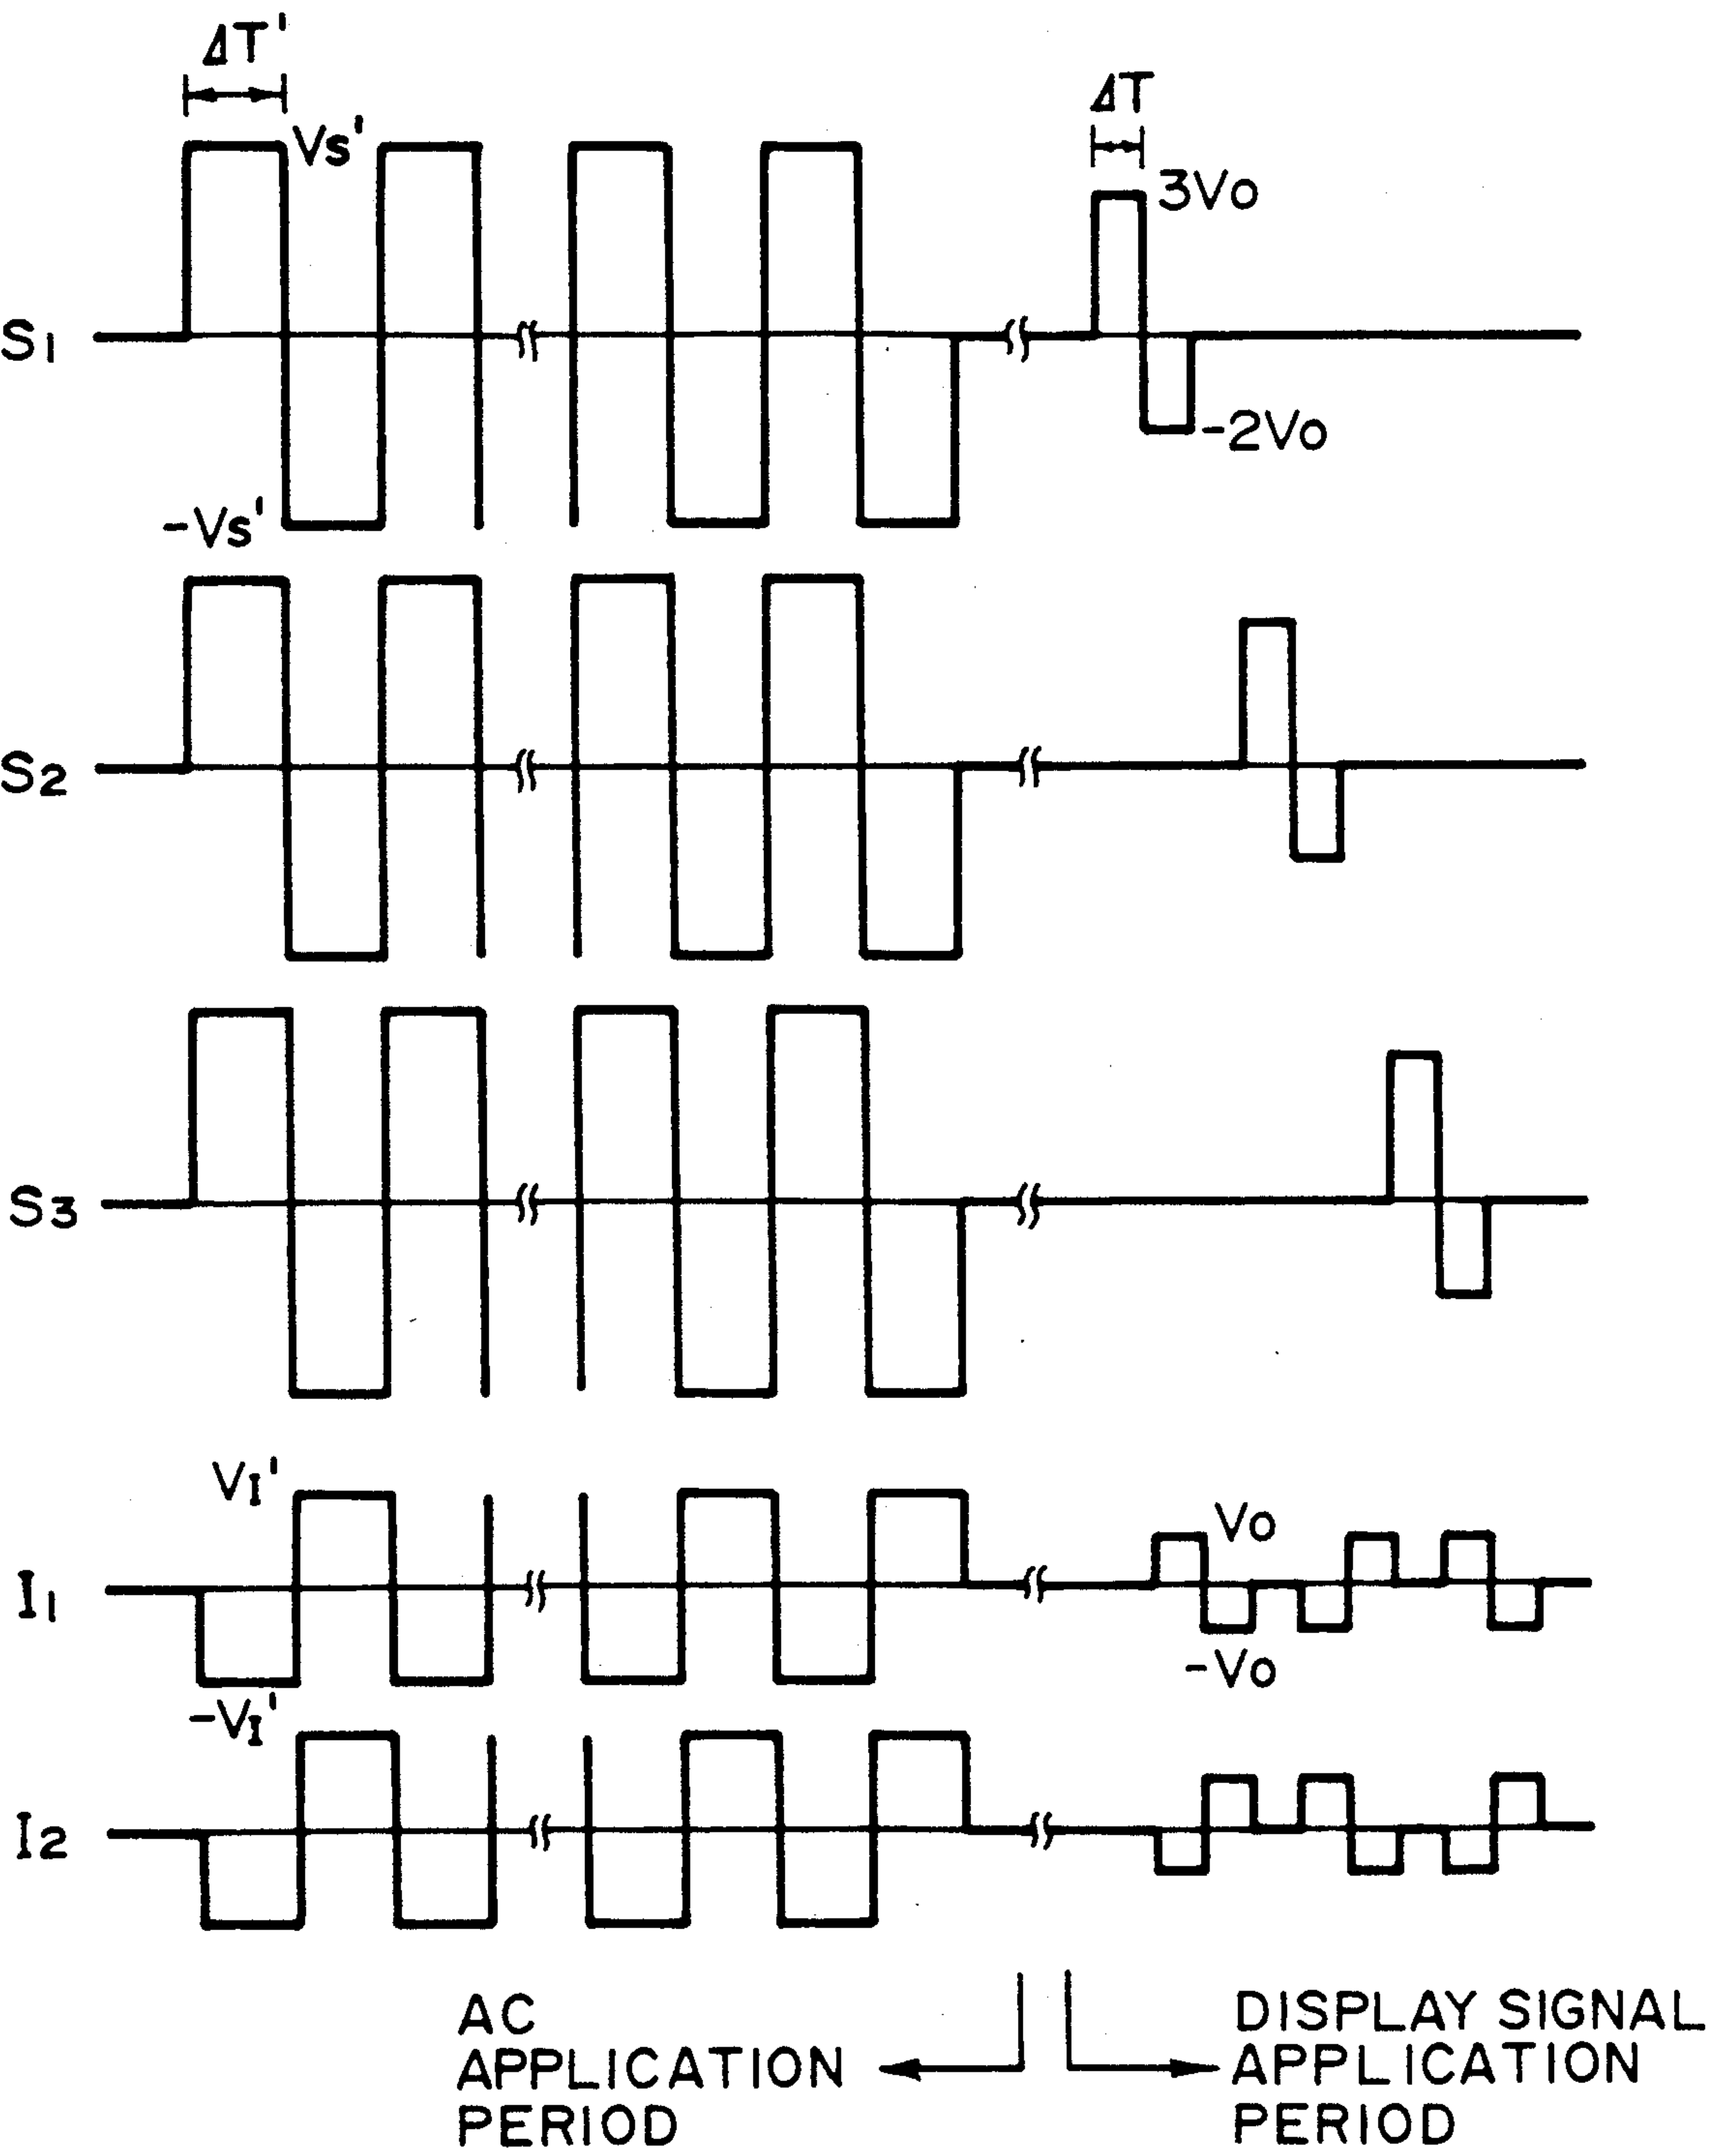 ΔT'
ΔT
Vs'
3Vo
S1
-2Vo
-Vs'
S2
S3
VI'
Vo
I1
-Vo
-VI'
I2
AC
APPLICATION
PERIOD
DISPLAY SIGNAL
APPLICATION
PERIOD